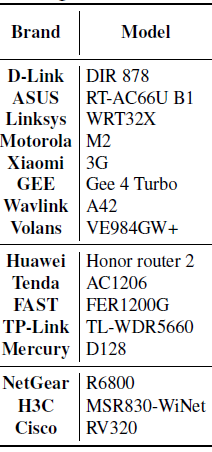 Brand Model
D-Link DIR 878
ASUS RT-AC66U B1
Linksys WRT32X
Motorola M2
Xiaomi 3G
GEE Gee 4 Turbo
Wavlink A42
Volans VE984GW+
Huawei Honor router 2
Tenda AC1206
FAST FER1200G
TP-Link TL-WDR5660
Mercury D128
NetGear R6800
H3C MSR830-WiNet
Cisco RV320